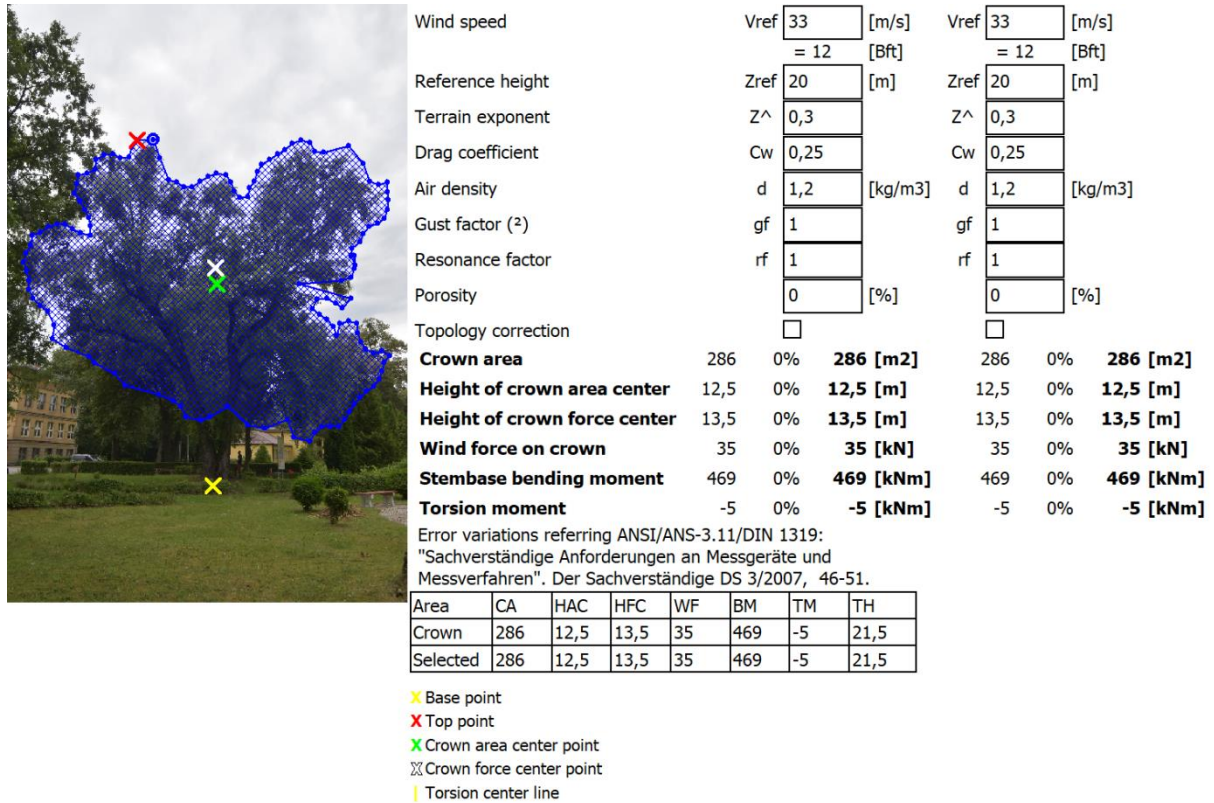 Wind speed Vref 33 [m/s] Vref 33 [m/s]
= 12 [Bft] = 12 [Bft]
Reference height Zref 20 [m] Zref 20 [m]
Terrain exponent Z^ 0,3 Z^ 0,3
Drag coefficient Cw 0,25 Cw 0,25
Air density d 1,2 [kg/m3] d 1,2 [kg/m3]
Gust factor (²) gf 1 gf 1
Resonance factor rf 1 rf 1
Porosity 0 [%] 0 [%]
Topology correction
Crown area 286 0% 286 [m2] 286 0% 286 [m2]
Height of crown area center 12,5 0% 12,5 [m] 12,5 0% 12,5 [m]
Height of crown force center 13,5 0% 13,5 [m] 13,5 0% 13,5 [m]
Wind force on crown 35 0% 35 [kN] 35 0% 35 [kN]
Stembase bending moment 469 0% 469 [kNm] 469 0% 469 [kNm]
Torsion moment -5 0% -5 [kNm] -5 0% -5 [kNm]
Error variations referring ANSI/ANS-3.11/DIN 1319:
"Sachverständige Anforderungen an Messgeräte und
Messverfahren". Der Sachverständige DS 3/2007, 46-51.
Area CA HAC HFC WF BM TM TH
Crown 286 12,5 13,5 35 469 -5 21,5
Selected 286 12,5 13,5 35 469 -5 21,5
X Base point
X Top point
X Crown area center point
X Crown force center point
| Torsion center line